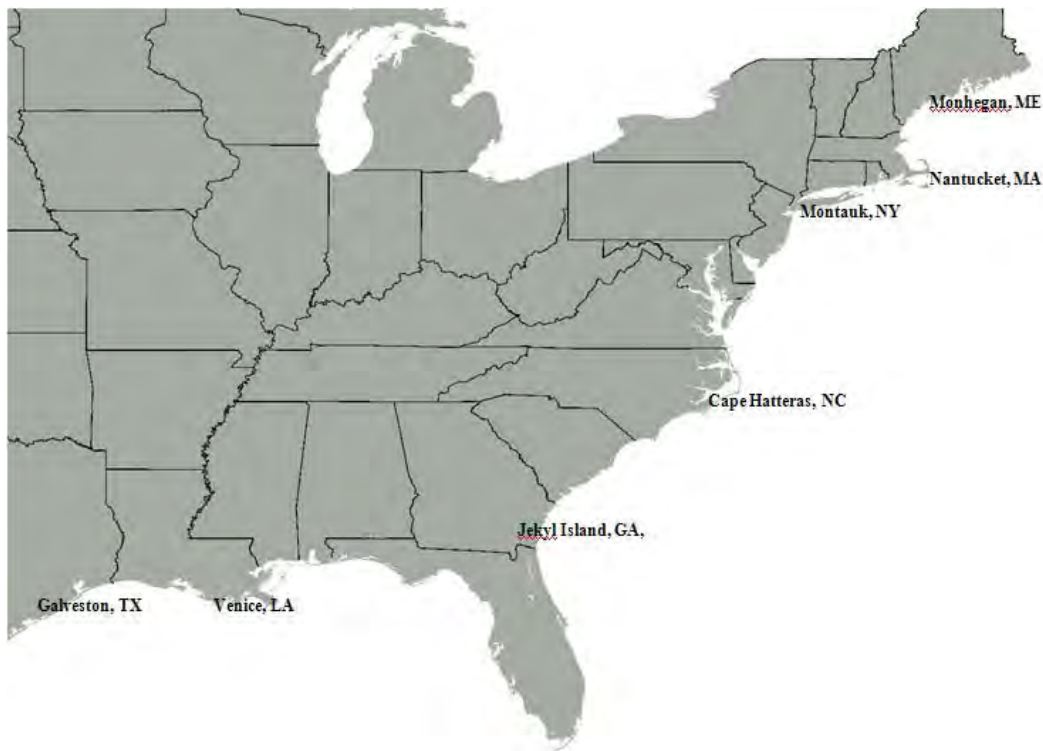 Monhegan, ME
Nantucket, MA
Montauk, NY
Cape Hatteras, NC
Jekyl Island, GA,
Galveston, TX
Venice, LA